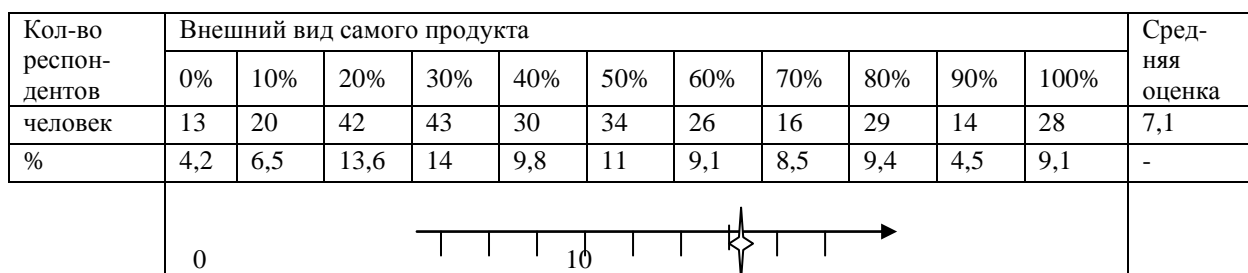 Кол-во респон- дентов Внешний вид самого продукта Сред- няя оценка
0% 10% 20% 30% 40% 50% 60% 70% 80% 90% 100%
человек 13 20 42 43 30 34 26 16 29 14 28 7,1
% 4,2 6,5 13,6 14 9,8 11 9,1 8,5 9,4 4,5 9,1 -
0 10